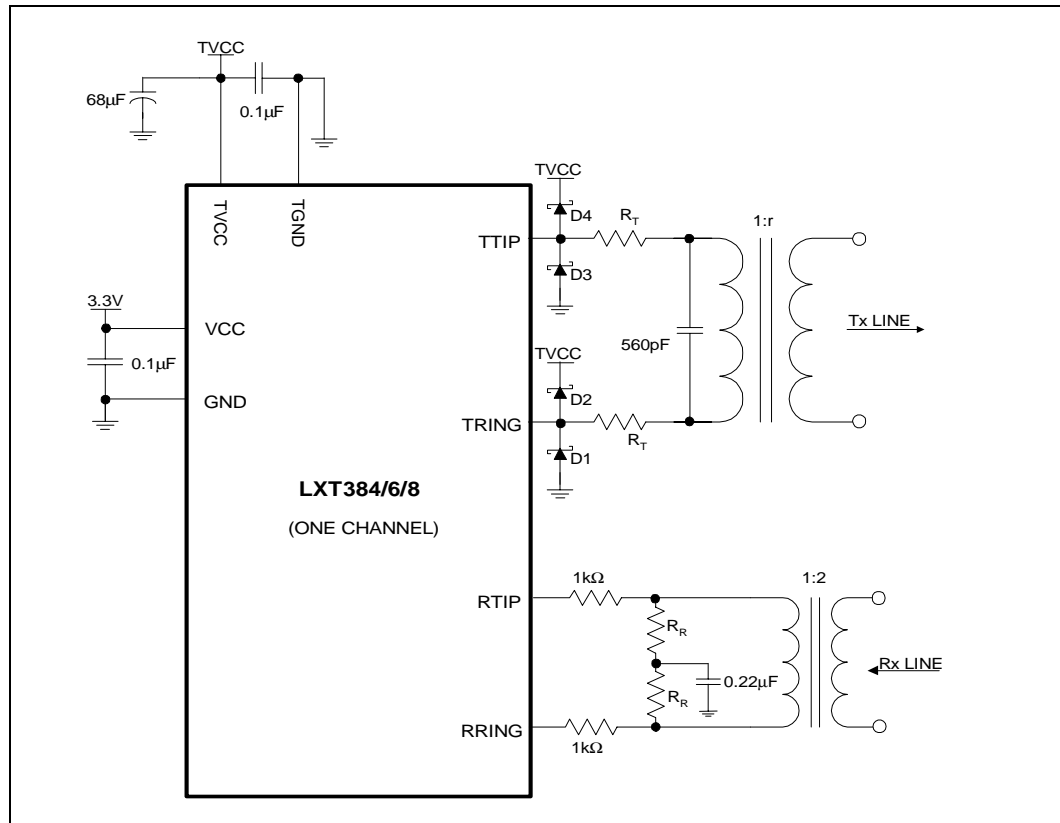 TVCC
68µF
0.1µF
TVCC
TGND
TVCC
D4
R_T
1:r
TTIP
D3
3.3V
VCC
Tx LINE
0.1µF
560pF
TVCC
GND
D2
TRING
R_T
D1
LXT384/6/8
(ONE CHANNEL)
1kΩ
1:2
RTIP
R_R
Rx LINE
0.22µF
R_R
RRING
1kΩ